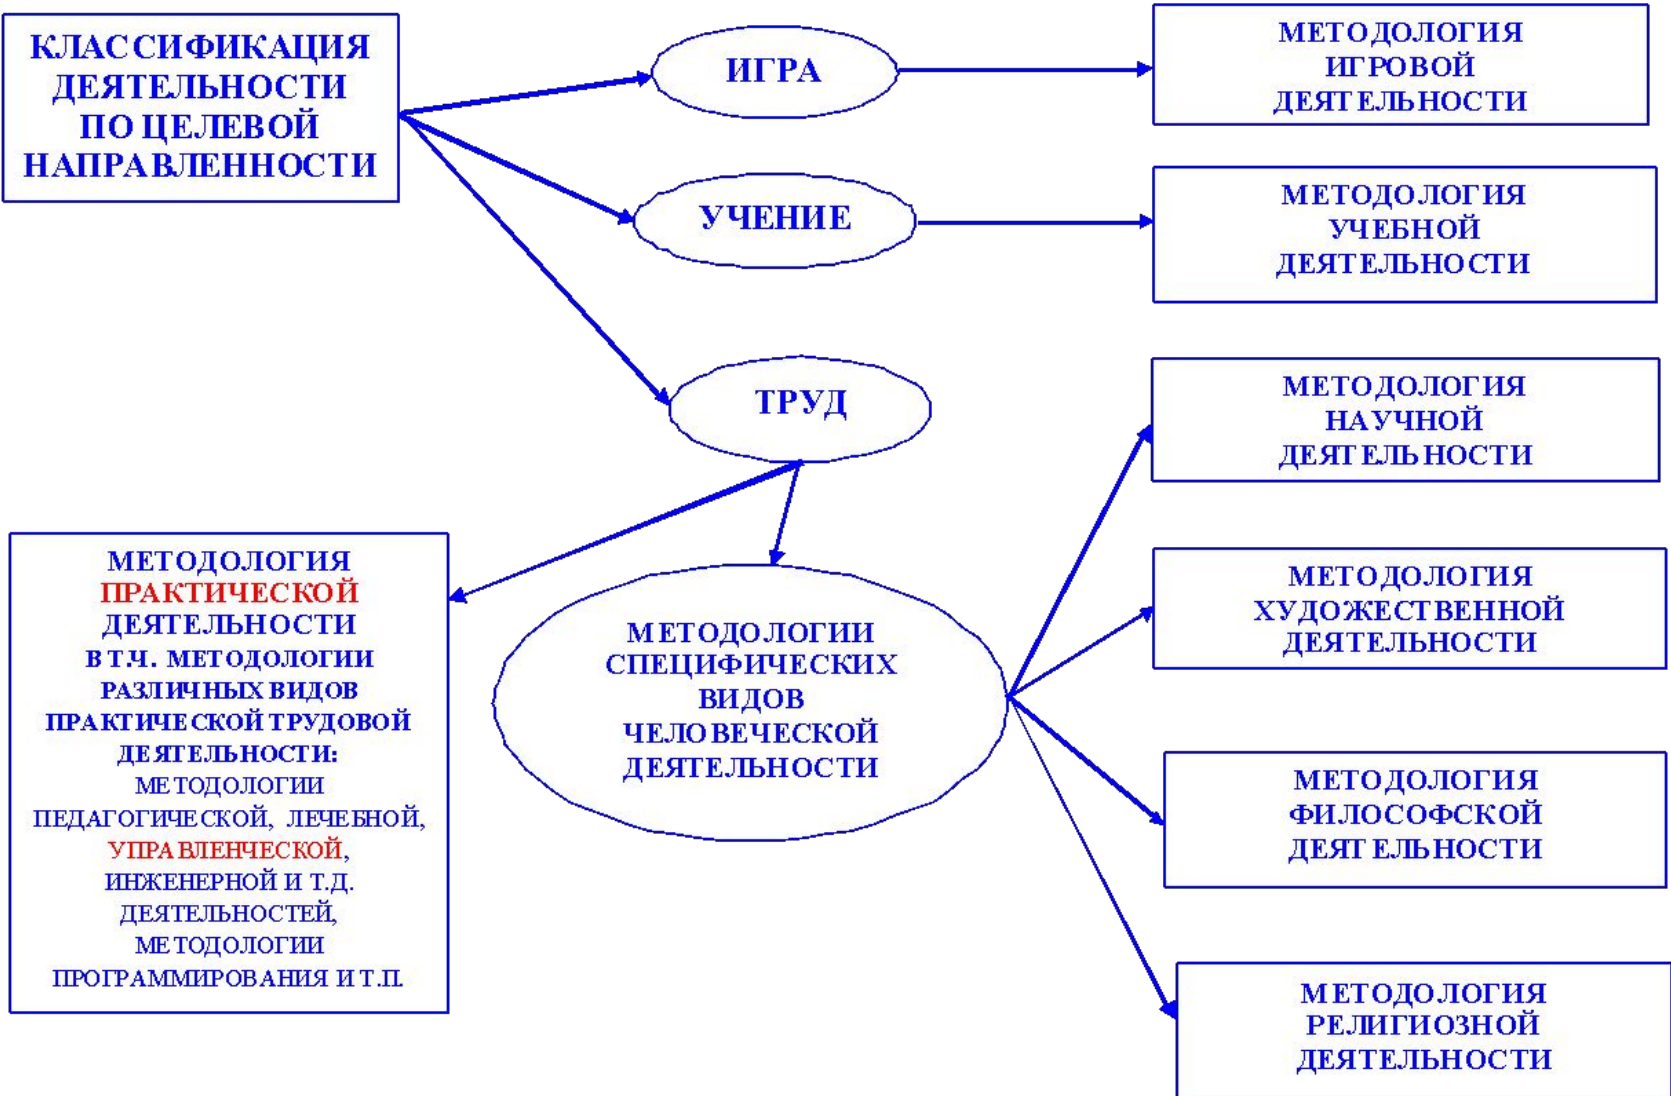 КЛАССИФИКАЦИЯ
ДЕЯТЕЛЬНОСТИ
ПО ЦЕЛЕВОЙ
НАПРАВЛЕННОСТИ
ИГРА
МЕТОДОЛОГИЯ
ИГРОВОЙ
ДЕЯТЕЛЬНОСТИ
УЧЕНИЕ
МЕТОДОЛОГИЯ
УЧЕБНОЙ
ДЕЯТЕЛЬНОСТИ
ТРУД
МЕТОДОЛОГИЯ
НАУЧНОЙ
ДЕЯТЕЛЬНОСТИ
МЕТОДОЛОГИЯ
ПРАКТИЧЕСКОЙ
ДЕЯТЕЛЬНОСТИ
В Т.Ч. МЕТОДОЛОГИИ
РАЗЛИЧНЫХ ВИДОВ
ПРАКТИЧЕСКОЙ ТРУДОВОЙ
ДЕЯТЕЛЬНОСТИ:
МЕТОДОЛОГИИ
ПЕДАГОГИЧЕСКОЙ, ЛЕЧЕБНОЙ,
УПРАВЛЕНЧЕСКОЙ,
ИНЖЕНЕРНОЙ И Т.Д.
ДЕЯТЕЛЬНОСТЕЙ,
МЕТОДОЛОГИИ
ПРОГРАММИРОВАНИЯ И Т.П.
МЕТОДОЛОГИИ
СПЕЦИФИЧЕСКИХ
ВИДОВ
ЧЕЛОВЕЧЕСКОЙ
ДЕЯТЕЛЬНОСТИ
МЕТОДОЛОГИЯ
ХУДОЖЕСТВЕННОЙ
ДЕЯТЕЛЬНОСТИ
МЕТОДОЛОГИЯ
ФИЛОСОФСКОЙ
ДЕЯТЕЛЬНОСТИ
МЕТОДОЛОГИЯ
РЕЛИГИОЗНОЙ
ДЕЯТЕЛЬНОСТИ